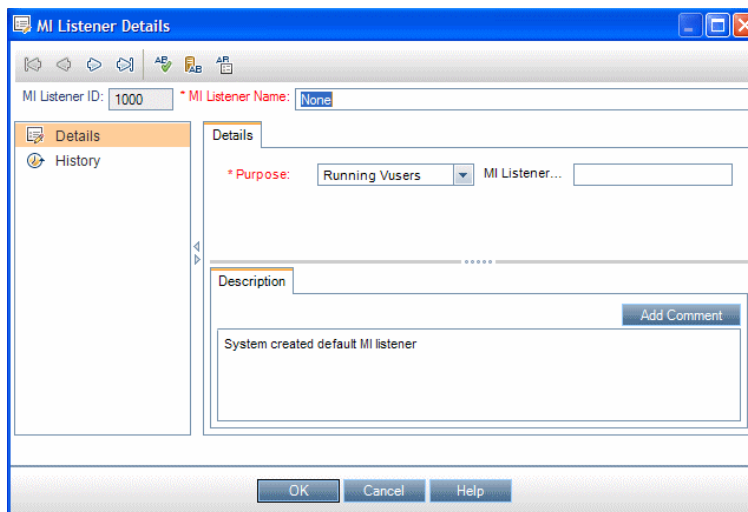 MI Listener Details
MI Listener ID: 1000 * MI Listener Name: None
Details
History
Details
* Purpose: Running Vusers MI Listener...
Description
Add Comment
System created default MI listener
OK Cancel Help